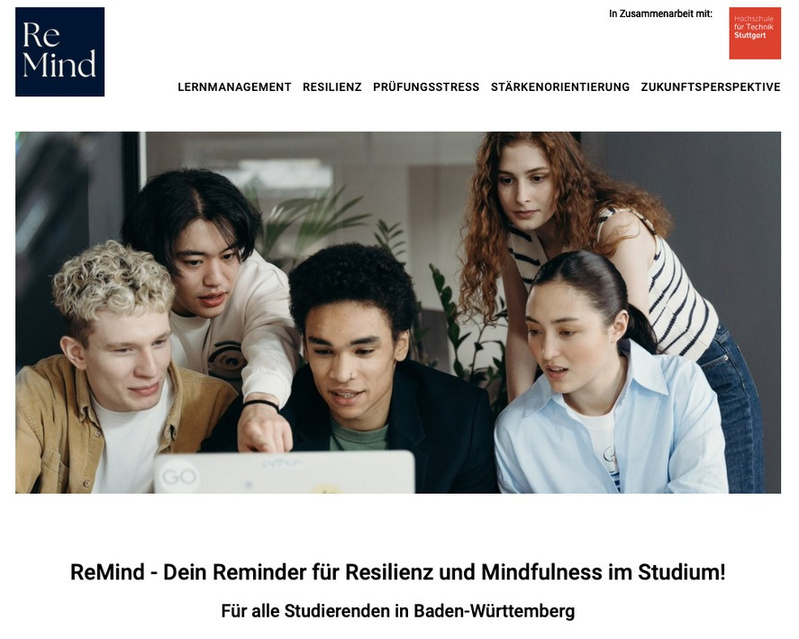 Re
Mind
In Zusammenarbeit mit:
Hochschule
für Technik
Stuttgart
LERNMANAGEMENT RESILIENZ PRÜFUNGSSTRESS STÄRKENORIENTIERUNG ZUKUNFTSPERSPEKTIVE
GO
python
ReMind - Dein Reminder für Resilienz und Mindfulness im Studium!
Für alle Studierenden in Baden-Württemberg